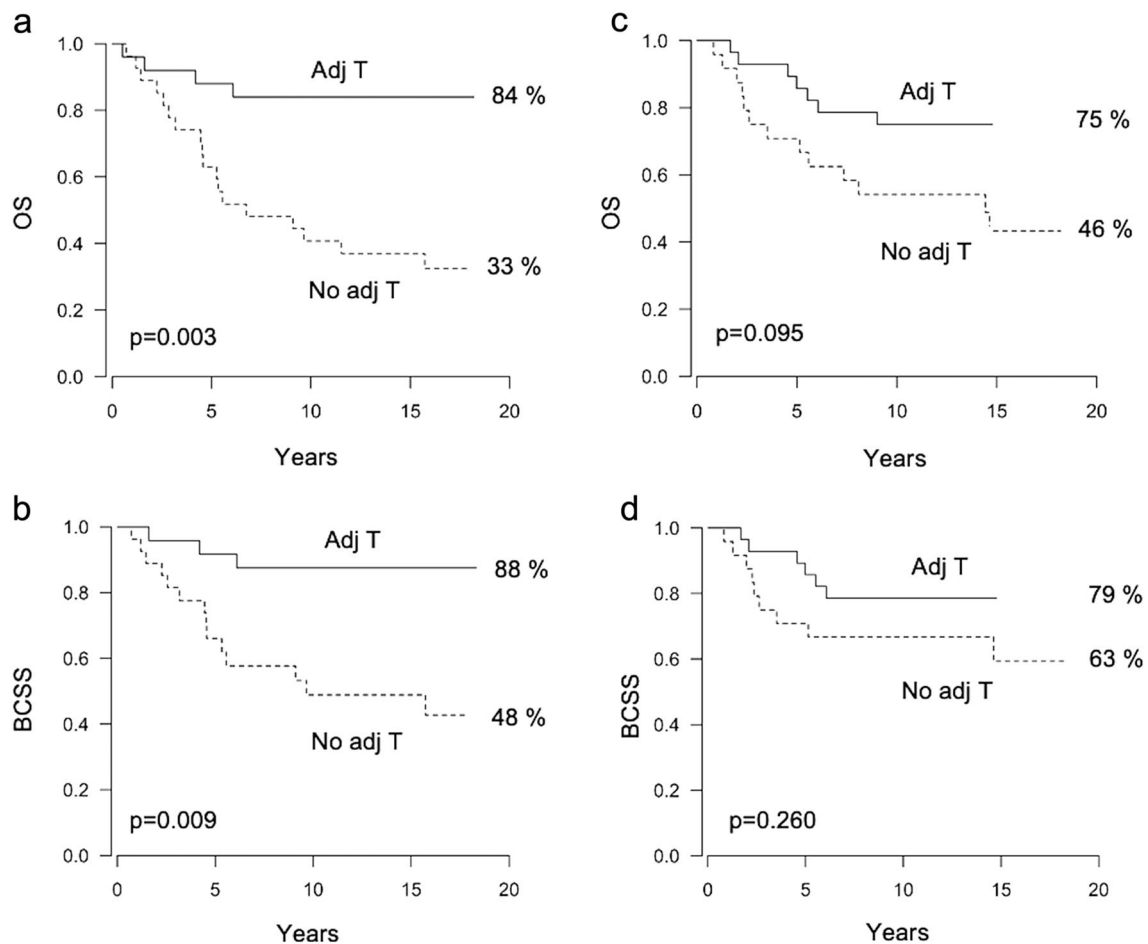 a
1.0
0.8
0.6
0.4
0.2
0.0
OS
Adj T
84 %
33 %
No adj T
p=0.003
0 5 10 15 20
Years
c
1.0
0.8
0.6
0.4
0.2
0.0
OS
Adj T
75 %
46 %
No adj T
p=0.095
0 5 10 15 20
Years
b
1.0
0.8
0.6
0.4
0.2
0.0
BCSS
Adj T
88 %
48 %
No adj T
p=0.009
0 5 10 15 20
Years
d
1.0
0.8
0.6
0.4
0.2
0.0
BCSS
Adj T
79 %
63 %
No adj T
p=0.260
0 5 10 15 20
Years